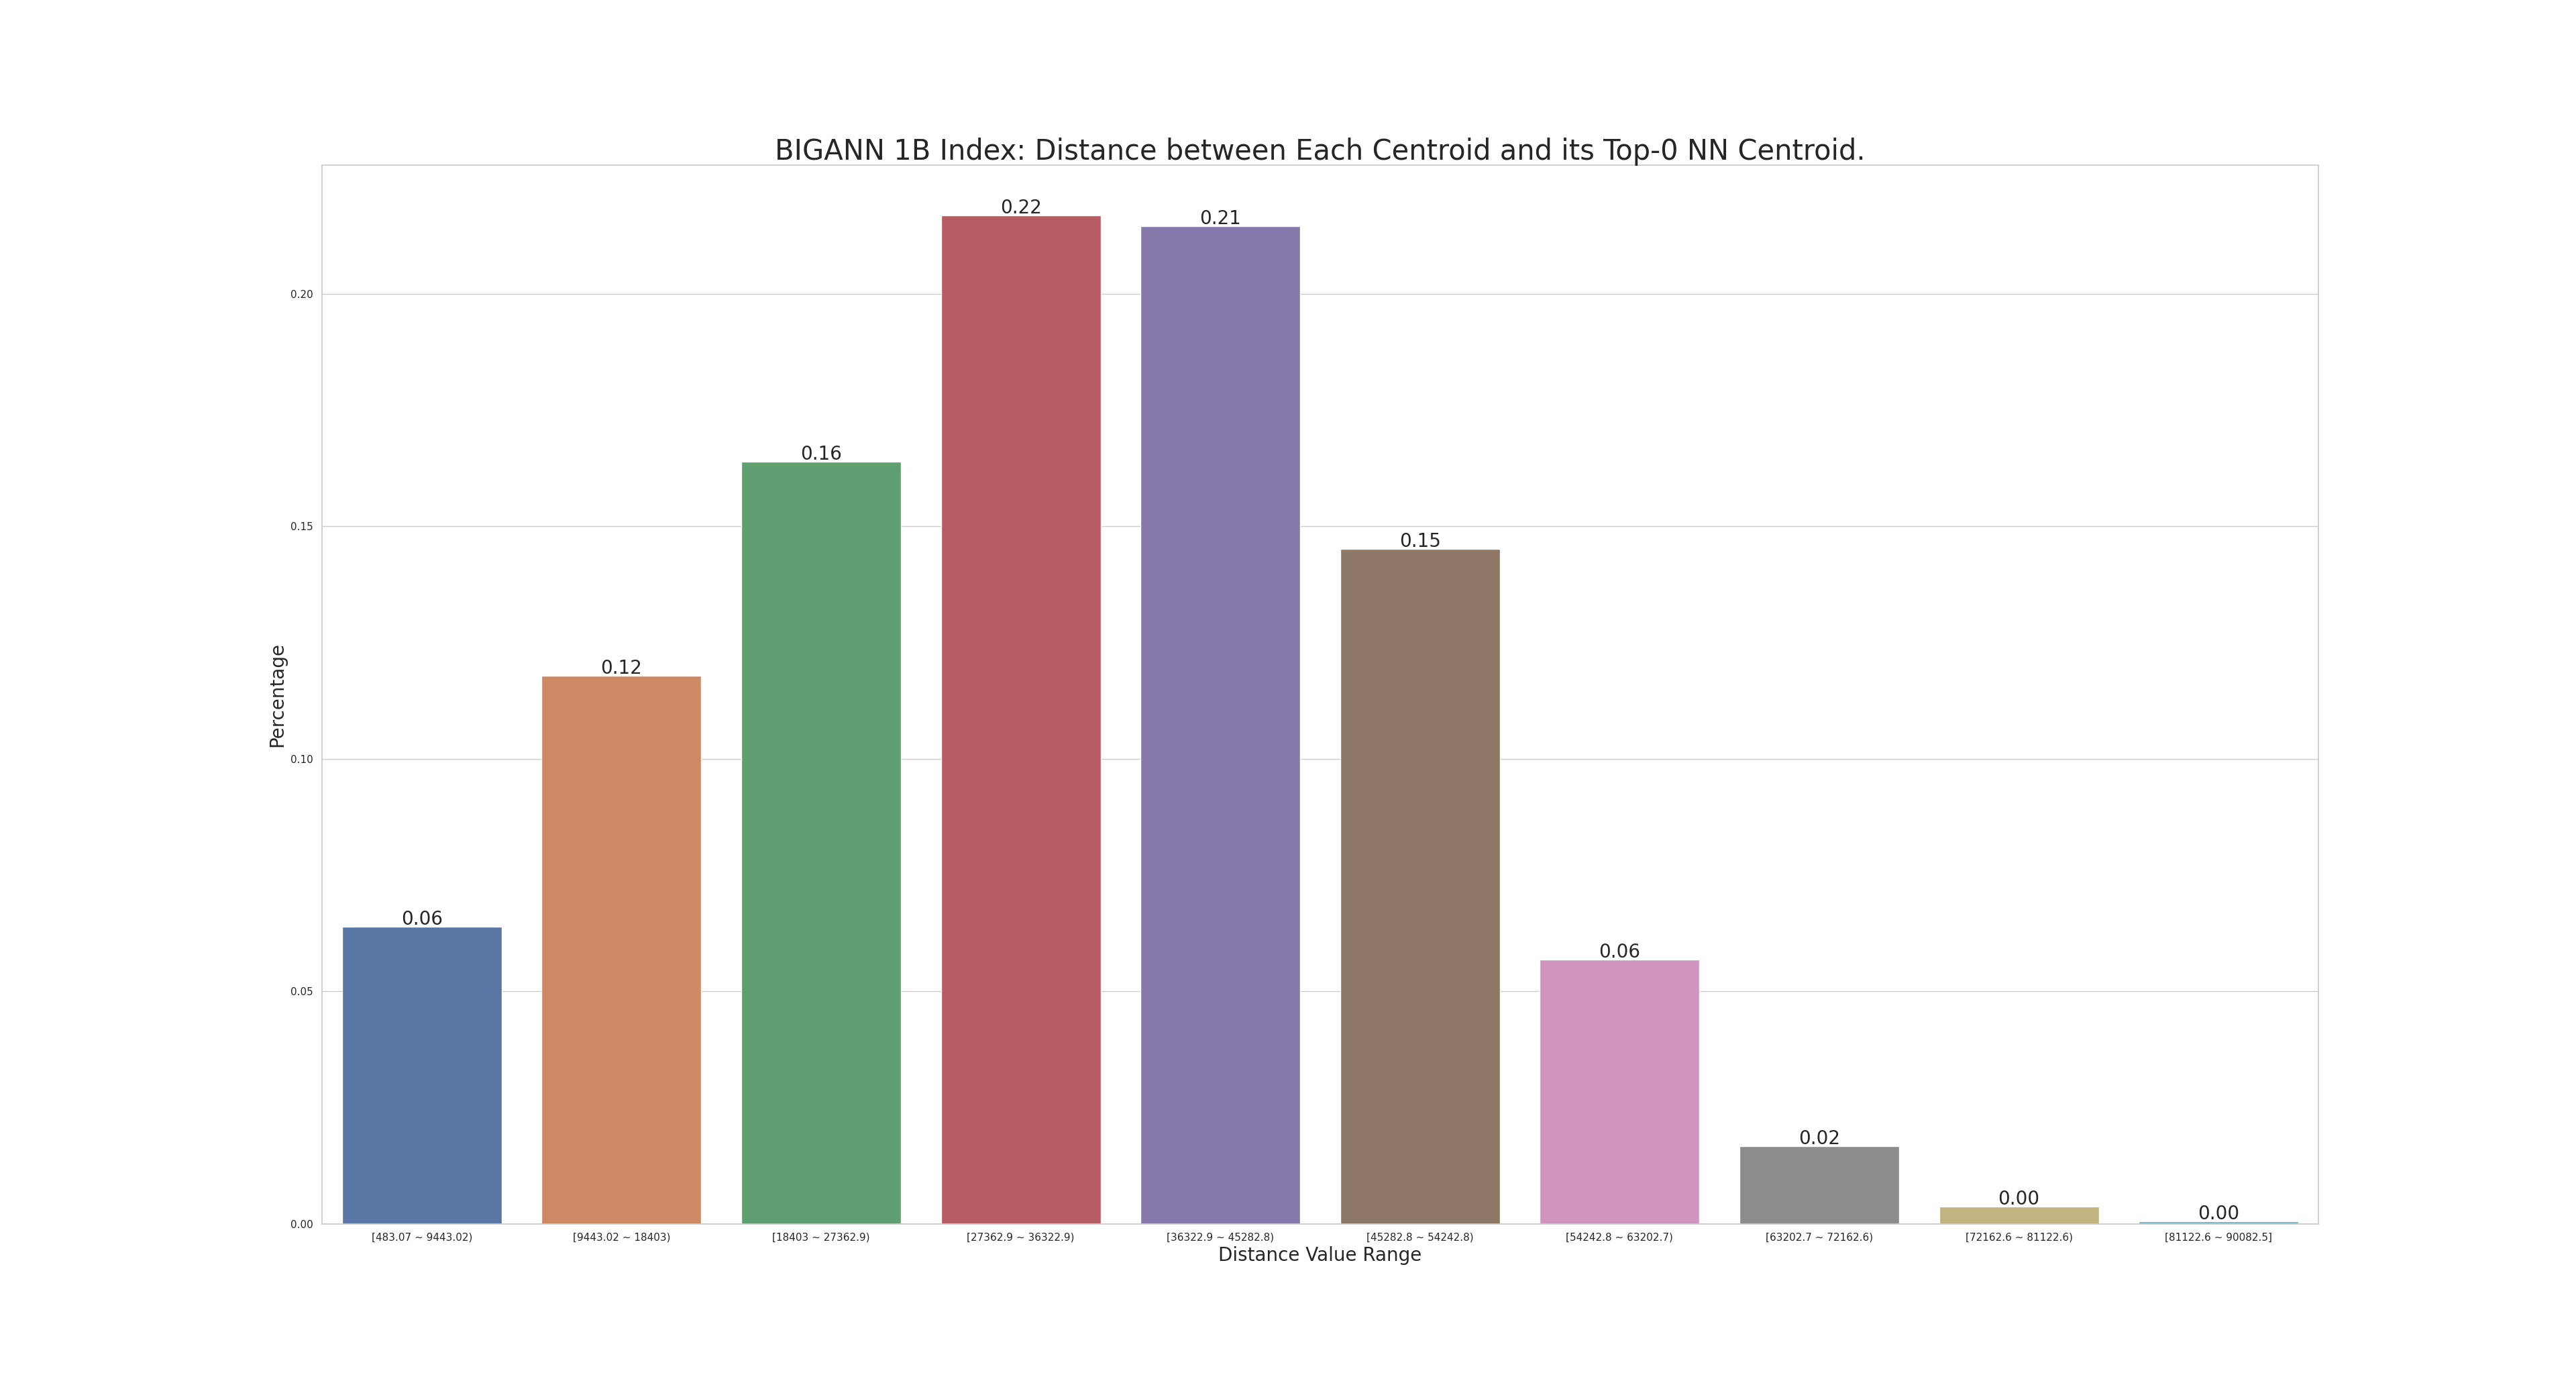 BIGANN 1B Index: Distance between Each Centroid and its Top-0 NN Centroid.
Percentage
0.20
0.15
0.10
0.05
0.00
0.06
0.12
0.16
0.22
0.21
0.15
0.06
0.02
0.00
0.00
[483.07 ~ 9443.02)
[9443.02 ~ 18403)
[18403 ~ 27362.9)
[27362.9 ~ 36322.9)
[36322.9 ~ 45282.8)
[45282.8 ~ 54242.8)
[54242.8 ~ 63202.7)
[63202.7 ~ 72162.6)
[72162.6 ~ 81122.6)
[81122.6 ~ 90082.5]
Distance Value Range